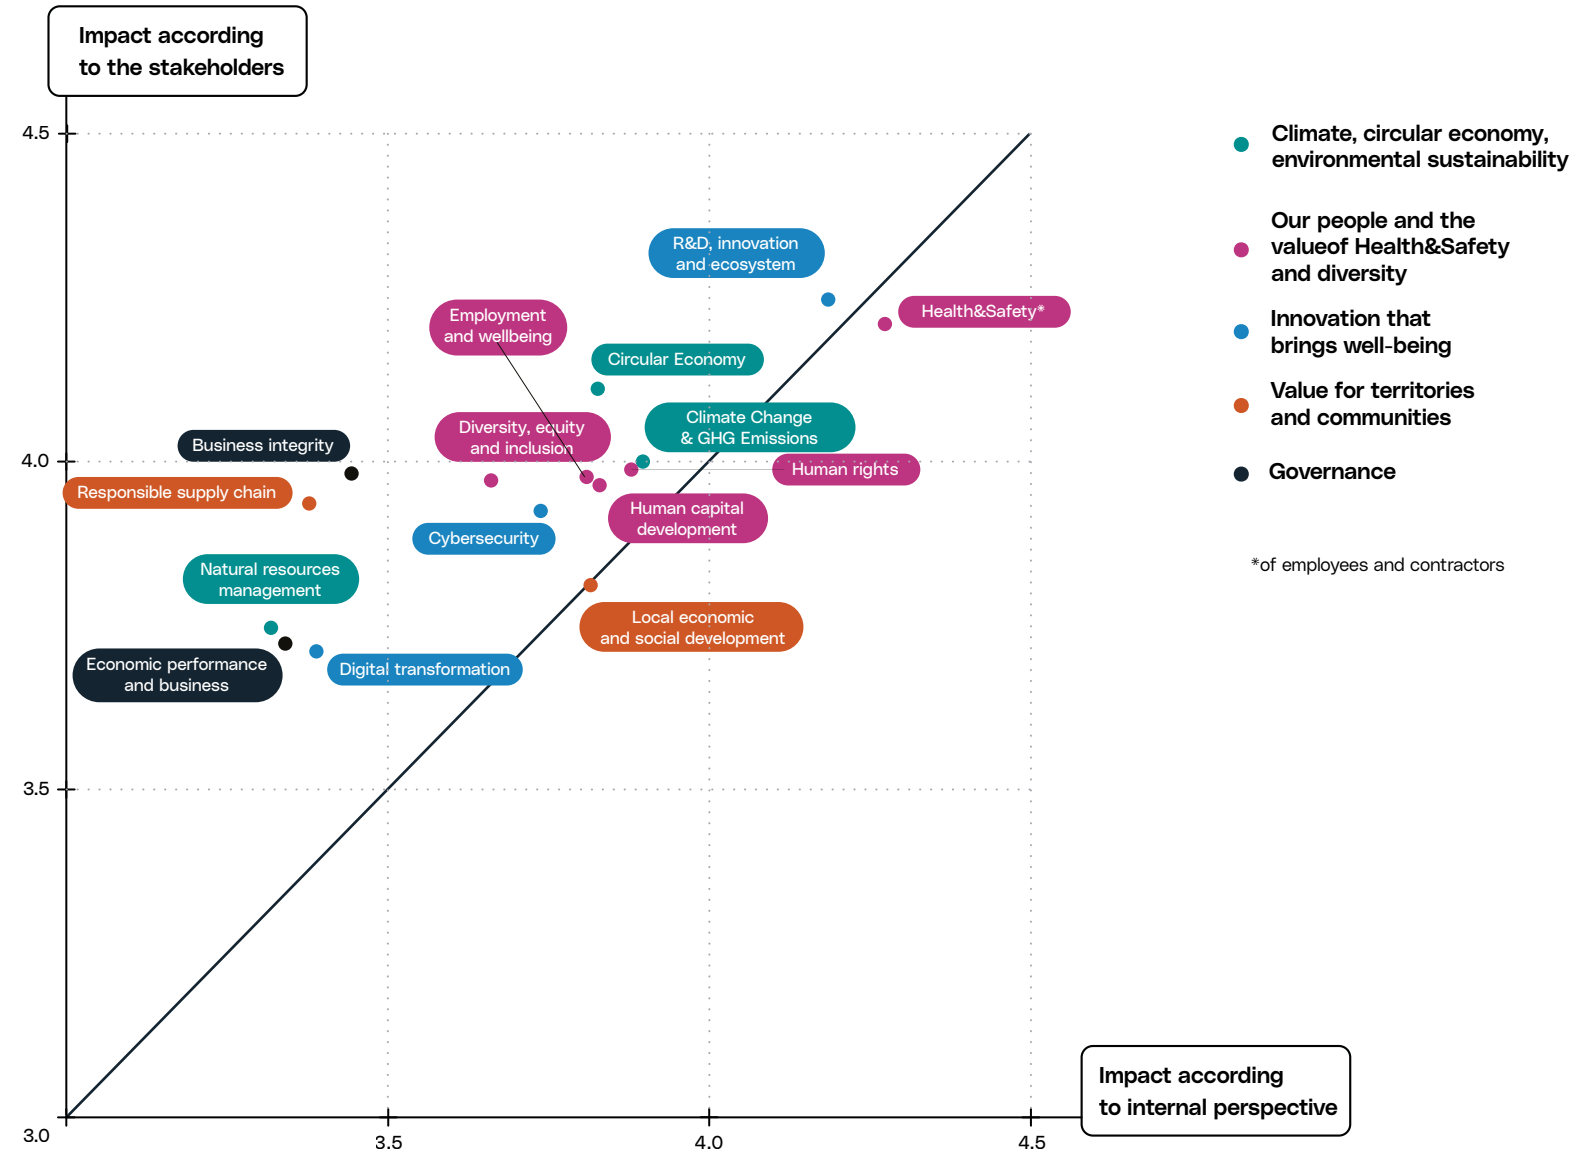 Impact according
to the stakeholders
4.5
R&D, innovation
and ecosystem
Health&Safety*
Employment
and wellbeing
Circular Economy
Climate Change
& GHG Emissions
Diversity, equity
and inclusion
Business integrity
4.0
Human rights
Responsible supply chain
Human capital
development
Cybersecurity
Natural resources
management
Local economic
and social development
Economic performance
and business
Digital transformation
3.5
Impact according
to internal perspective
3.0
3.5
4.0
4.5
Climate, circular economy,
environmental sustainability
Our people and the
valueof Health&Safety
and diversity
Innovation that
brings well-being
Value for territories
and communities
Governance
*of employees and contractors